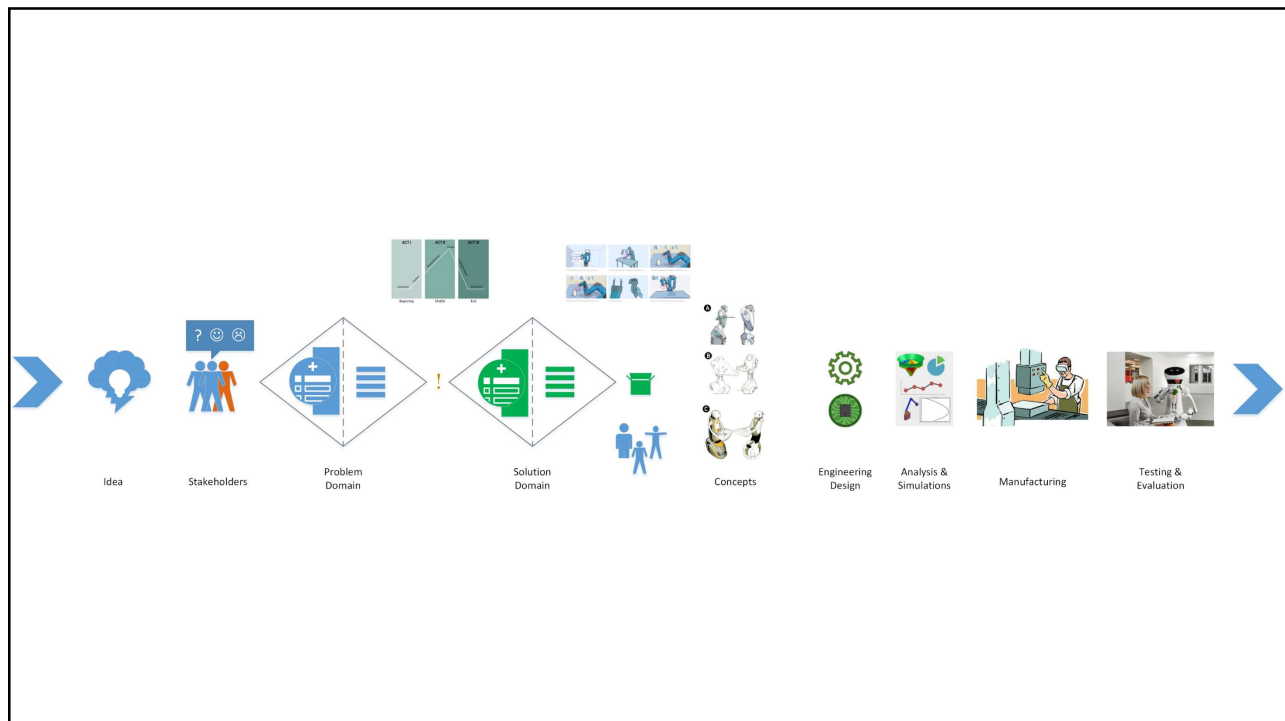 ACT I
ACT II
ACT III
Beginning
Middle
End
?
!
A
B
C
Idea
Stakeholders
Problem
Domain
Solution
Domain
Concepts
Engineering
Design
Analysis &
Simulations
Manufacturing
Testing &
Evaluation